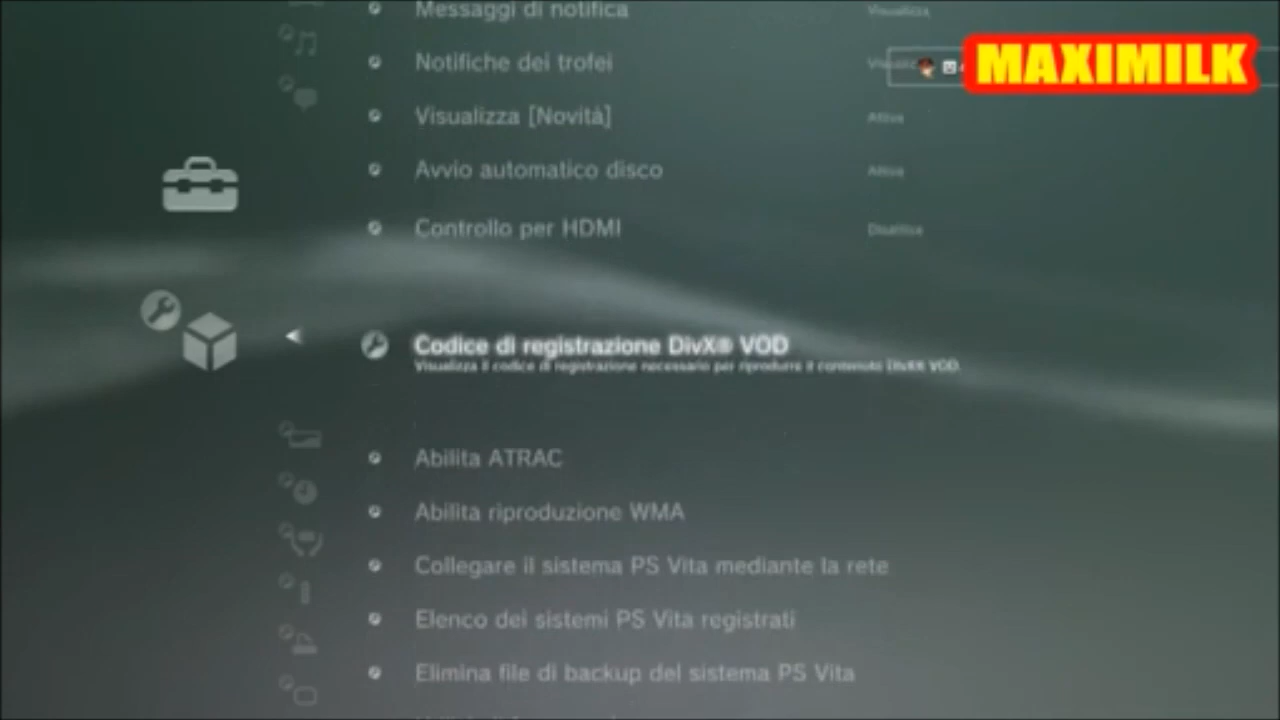 Messaggi di notifica
Visualizza
Notifiche dei trofei
MAXIMILK
Visualizza [Novità]
Attiva
Avvio automatico disco
Attiva
Controllo per HDMI
Disattiva
Codice di registrazione DivX® VOD
Visualizza il codice di registrazione necessario per riprodurre il contenuto DivX® VOD.
Abilita ATRAC
Abilita riproduzione WMA
Collegare il sistema PS Vita mediante la rete
Elenco dei sistemi PS Vita registrati
Elimina file di backup del sistema PS Vita